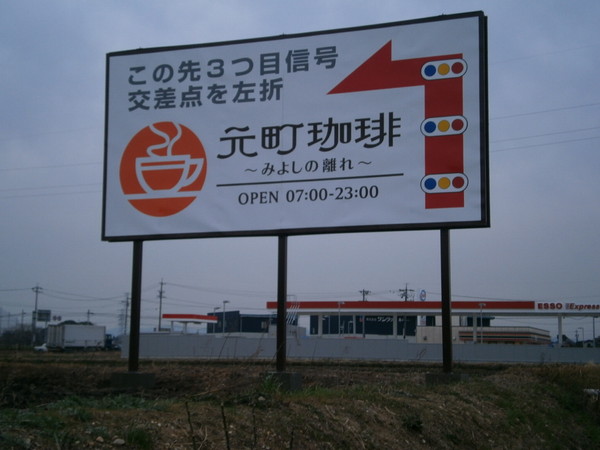 この先3つ目信号
交差点を左折
元町珈琲
～みよしの離れ～
OPEN 07:00-23:00
ESSO Express